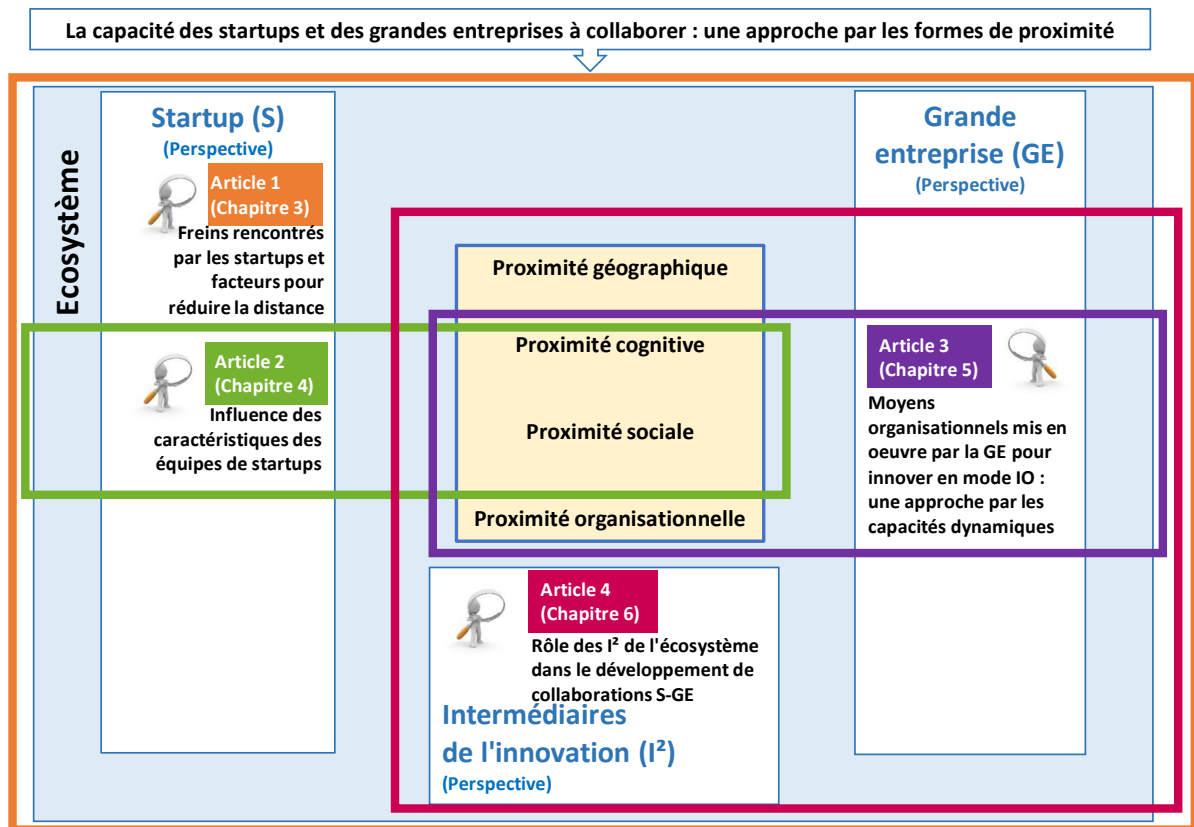 La capacité des startups et des grandes entreprises à collaborer : une approche par les formes de proximité
Ecosystème
Startup (S)
(Perspective)
Article 1
(Chapitre 3)
Freins rencontrés
par les startups et
facteurs pour
réduire la distance
Article 2
(Chapitre 4)
Influence des
caractéristiques des
équipes de startups
Proximité géographique
Proximité cognitive
Proximité sociale
Proximité organisationnelle
Grande
entreprise (GE)
(Perspective)
Article 3
(Chapitre 5)
Moyens
organisationnels mis en
oeuvre par la GE pour
innover en mode IO :
une approche par les
capacités dynamiques
Article 4
(Chapitre 6)
Rôle des I² de l'écosystème
dans le développement de
collaborations S-GE
Intermédiaires
de l'innovation (I²)
(Perspective)